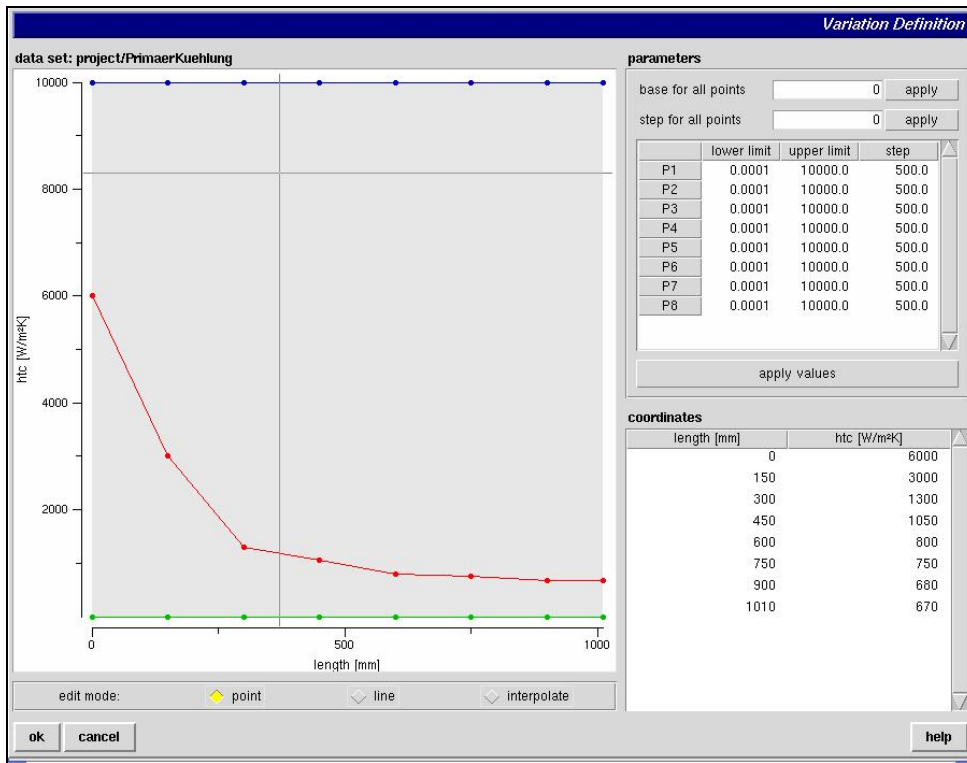 Variation Definition
data set: project/PrimaerKuehlung
10000
8000
6000
4000
2000
htc [W/m²K]
0
500
1000
length [mm]
edit mode: point line interpolate
parameters
base for all points 0 apply
step for all points 0 apply
lower limit upper limit step
P1 0.0001 10000.0 500.0
P2 0.0001 10000.0 500.0
P3 0.0001 10000.0 500.0
P4 0.0001 10000.0 500.0
P5 0.0001 10000.0 500.0
P6 0.0001 10000.0 500.0
P7 0.0001 10000.0 500.0
P8 0.0001 10000.0 500.0
apply values
coordinates
length [mm] htc [W/m²K]
0 6000
150 3000
300 1300
450 1050
600 800
750 750
900 680
1010 670
ok cancel help